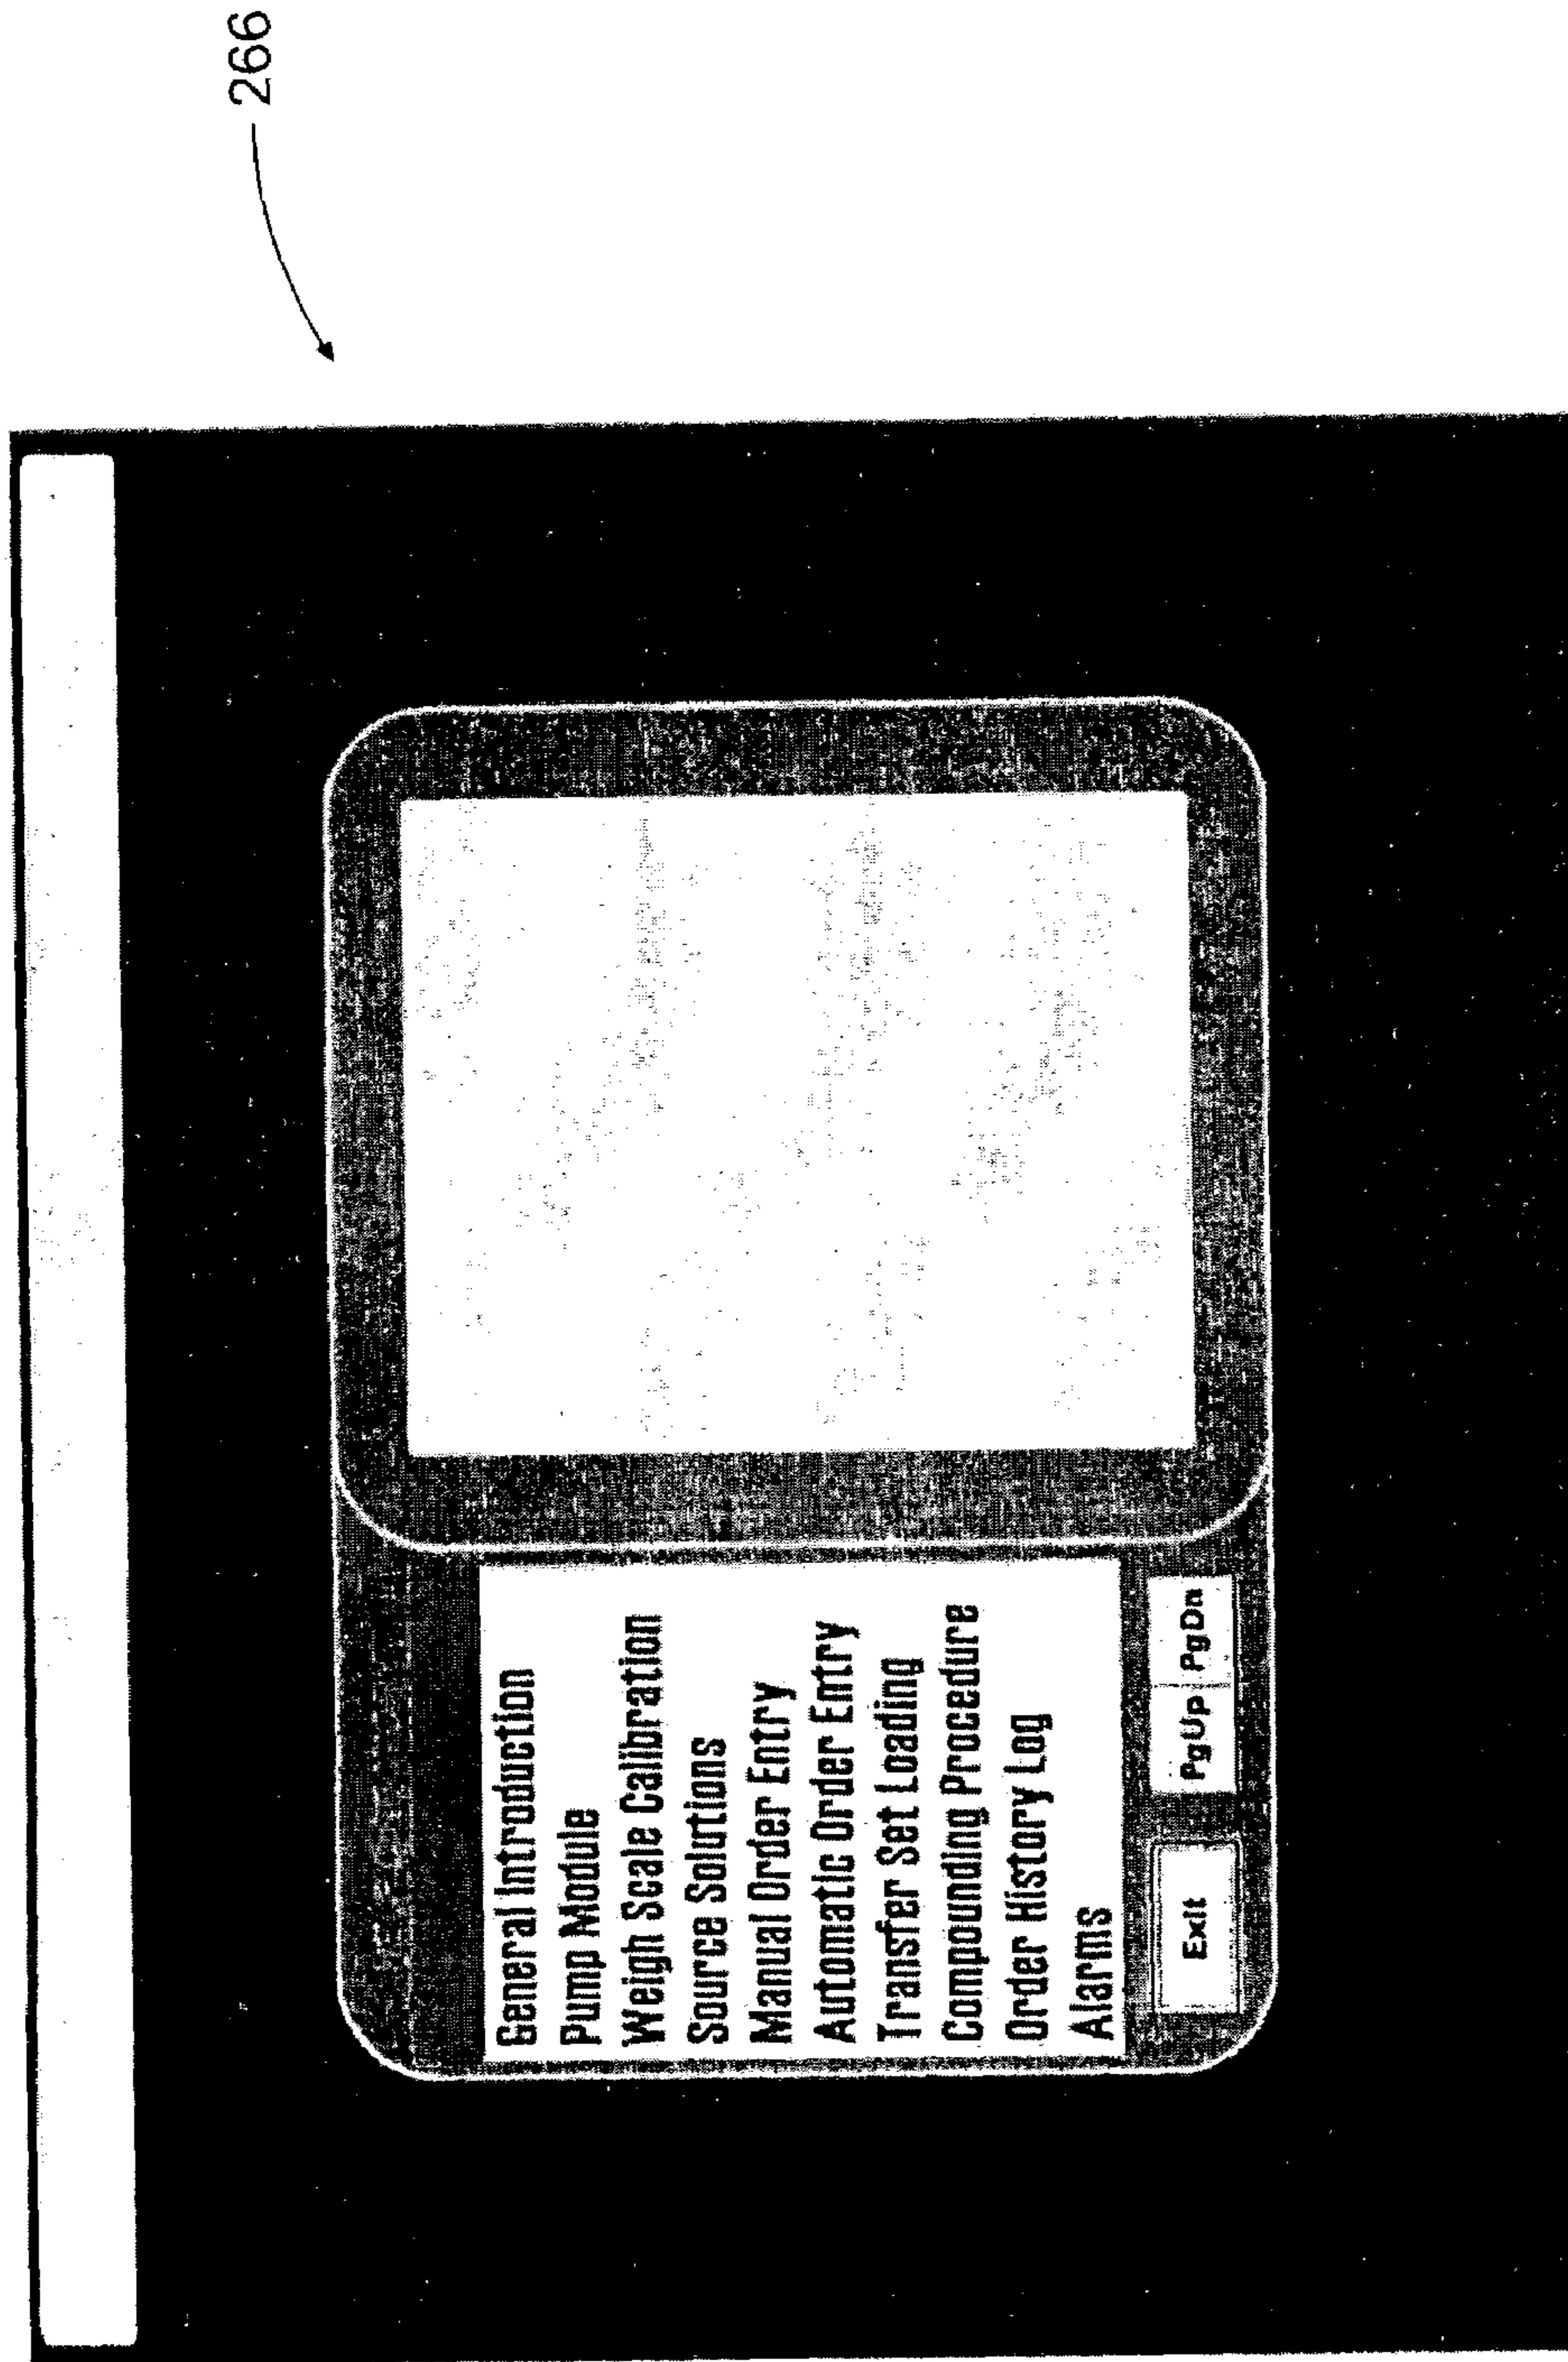 266
General Introduction
Pump Module
Weigh Scale Calibration
Source Solutions
Manual Order Entry
Automatic Order Entry
Transfer Set Loading
Compounding Procedure
Order History Log
Alarms
Exit
PgUp PgDn